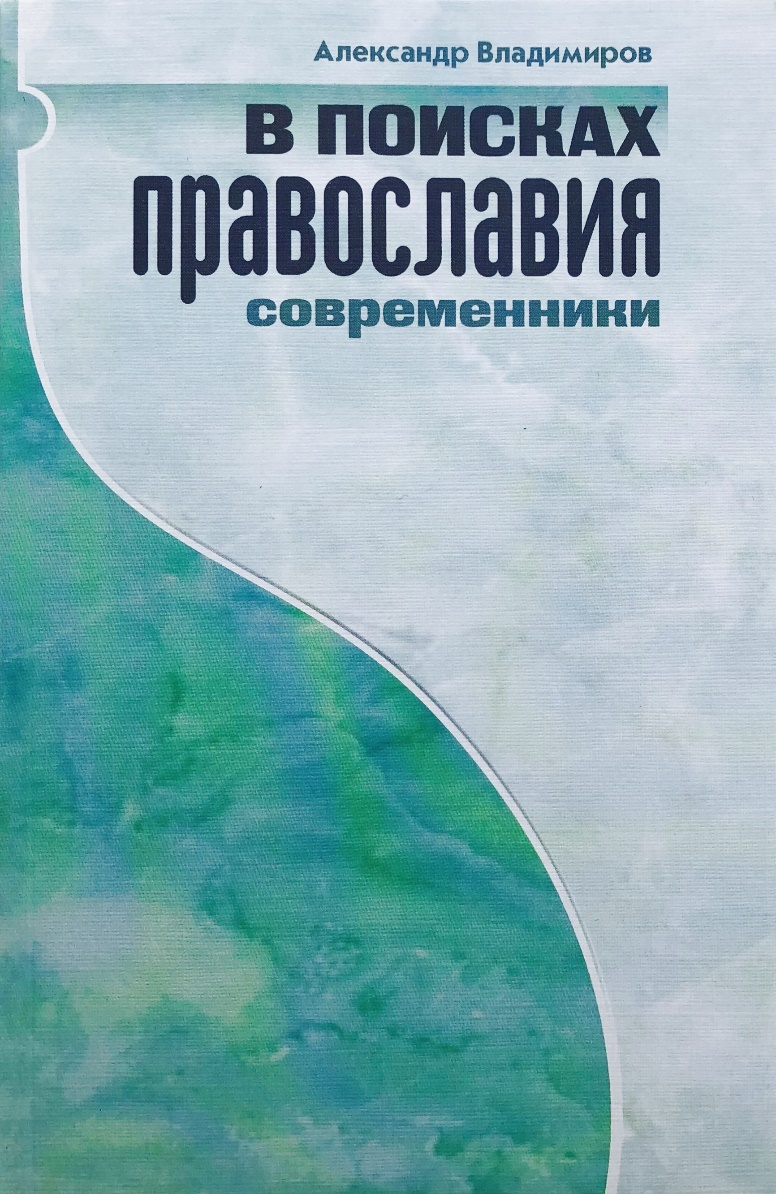 Александр Владимиров
В ПОИСКАХ
православия
современники